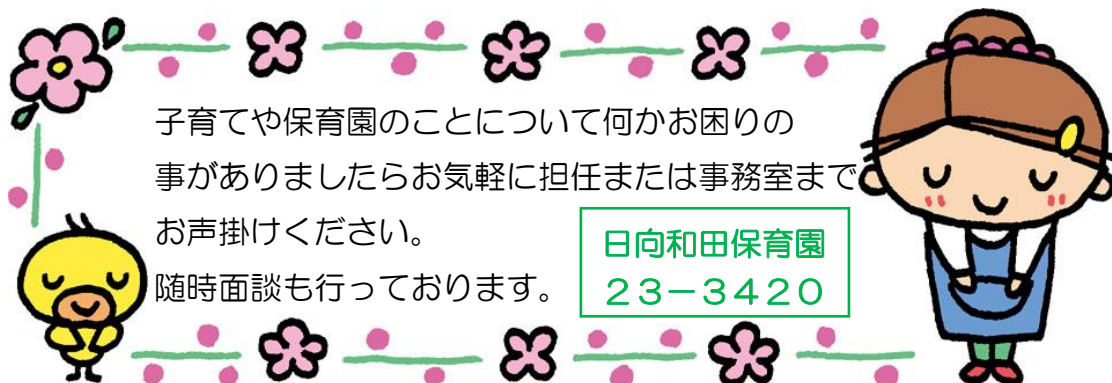 子育てや保育園のことについて何かお困りの
事がありましたらお気軽に担任または事務室まで
お声掛けください。
随時面談も行っております。
日向和田保育園
２３－３４２０